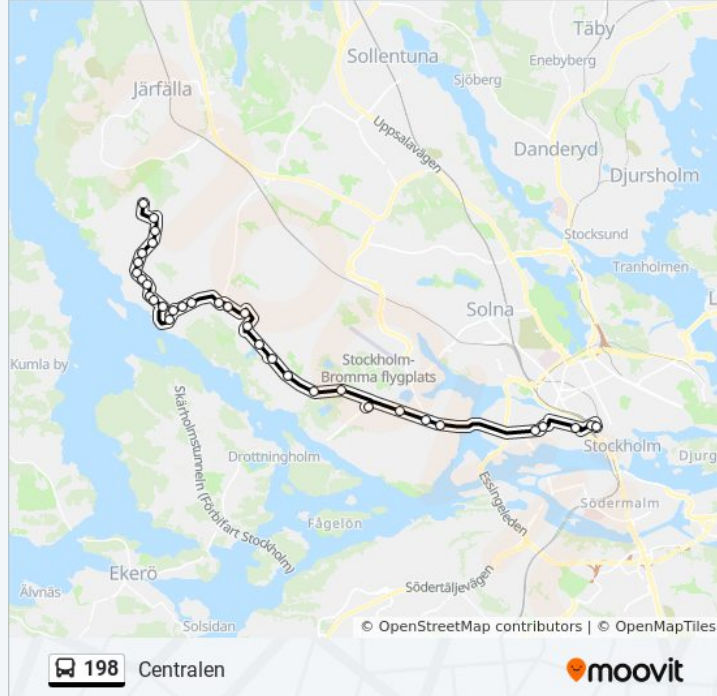 Täby
Sollentuna
Enebyberg
Sjöberg
Järfälla
Uppsalavägen
Danderyd
Djursholm
Stocksund
Tranholmen
Solna
Kumla by
Stockholm-
Bromma flygplats
Skärholmstunneln (Förbifart Stockholm)
Drottningholm
Stockholm
Djurg
Essingeleden
Södermalm
Fågelön
Ekerö
Södertäljevägen
Älvnäs
Solsidan
© OpenStreetMap contributors | © OpenMapTiles
198 Centralen
moovit